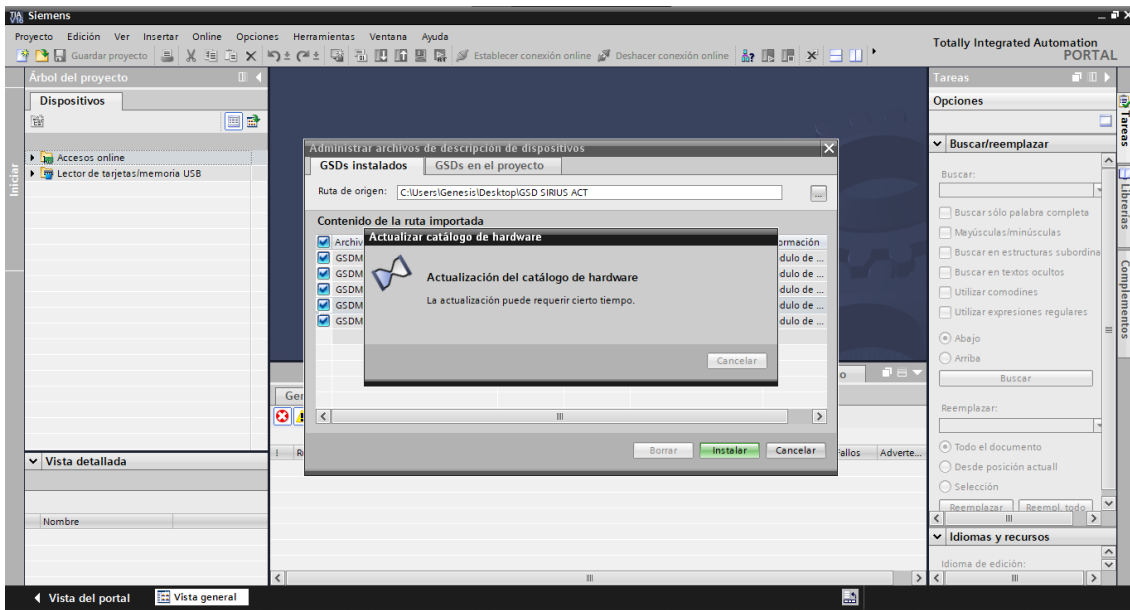 Siemens
Proyecto Edición Ver Insertar Online Opciones Herramientas Ventana Ayuda
Guardar proyecto Establecer conexión online Deshacer conexión online
Totally Integrated Automation
PORTAL
Árbol del proyecto
Dispositivos
Accesos online
Lector de tarjetas/memoria USB
Iniciar
Vista detallada
Nombre
Administrar archivos de descripción de dispositivos
GSDs instalados GSDs en el proyecto
Ruta de origen: C:\Users\Genesis\Desktop\GSD SIRIUS ACT ...
Contenido de la ruta importada
Archiv ormación
GSDM dulo de ...
GSDM dulo de ...
GSDM dulo de ...
GSDM dulo de ...
GSDM dulo de ...
Actualizar catálogo de hardware
Actualización del catálogo de hardware
La actualización puede requerir cierto tiempo.
Cancelar
Borrar Instalar Cancelar
Ger
o
allos Adverte...
Tareas
Opciones
Buscar/reemplazar
Buscar:
Buscar sólo palabra completa
Mayúsculas/minúsculas
Buscar en estructuras subordina
Buscar en textos ocultos
Utilizar comodines
Utilizar expresiones regulares
Abajo
Arriba
Buscar
Reemplazar:
Todo el documento
Desde posición actuall
Selección
Reemplazar Reempl. todo
Idiomas y recursos
Idioma de edición:
Tareas
Librerías
Complementos
Vista del portal Vista general